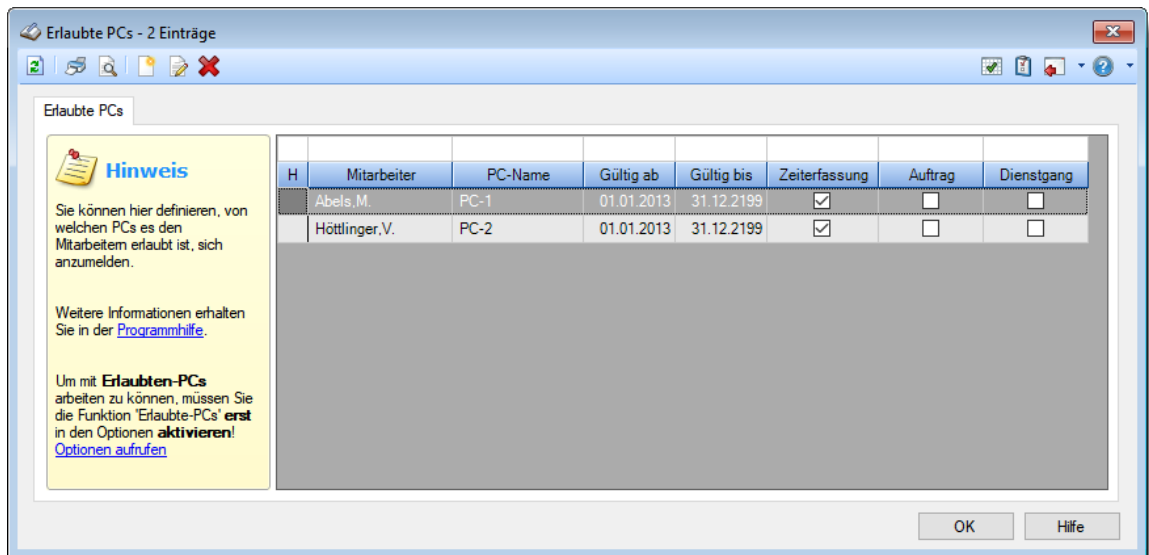 Erlaubte PCs - 2 Einträge
Erlaubte PCs
Hinweis
Sie können hier definieren, von
welchen PCs es den
Mitarbeitern erlaubt ist, sich
anzumelden.
Weitere Informationen erhalten
Sie in der Programmhilfe.
Um mit Erlaubten-PCs
arbeiten zu können, müssen Sie
die Funktion 'Erlaubte-PCs' erst
in den Optionen aktivieren!
Optionen aufrufen
H Mitarbeiter PC-Name Gültig ab Gültig bis Zeiterfassung Auftrag Dienstgang
Abels,M. PC-1 01.01.2013 31.12.2199
Höttlinger,V. PC-2 01.01.2013 31.12.2199
OK Hilfe